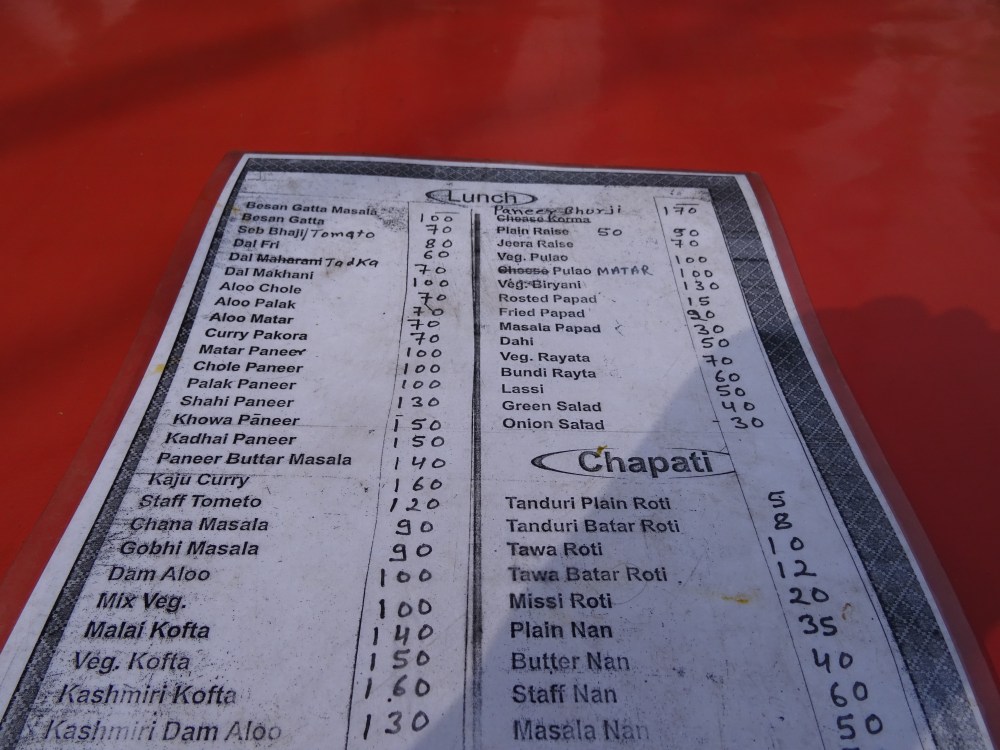 Lunch
Besan Gatta Masala 100
Besan Gatta 70
Seb Bhaji/Tomato 80
Dal Fri 60
Dal Maharani Tadka 70
Dal Makhani 100
Aloo Chole 70
Aloo Palak 70
Aloo Matar 70
Curry Pakora 70
Matar Paneer 100
Chole Paneer 100
Palak Paneer 100
Shahi Paneer 130
Khowa Paneer 150
Kadhai Paneer 150
Paneer Buttar Masala 140
Kaju Curry 160
Staff Tometo 120
Chana Masala 90
Gobhi Masala 90
Dam Aloo 100
Mix Veg. 100
Malai Kofta 140
Veg. Kofta 150
Kashmiri Kofta 160
Kashmiri Dam Aloo 130
Paneer Bhurji 170
Korma
Plain Raise 50
Jeera Raise 70
Veg. Pulao 100
Pulao MATAR 100
Veg. Biryani 130
Rosted Papad 15
Fried Papad 20
Masala Papad 30
Dahi 50
Veg. Rayata 70
Bundi Rayta 60
Lassi 50
Green Salad 40
Onion Salad 30
Chapati
Tanduri Plain Roti 5
Tanduri Batar Roti 8
Tawa Roti 10
Tawa Batar Roti 12
Missi Roti 20
Plain Nan 35
Butter Nan 40
Staff Nan 60
Masala Nan 50